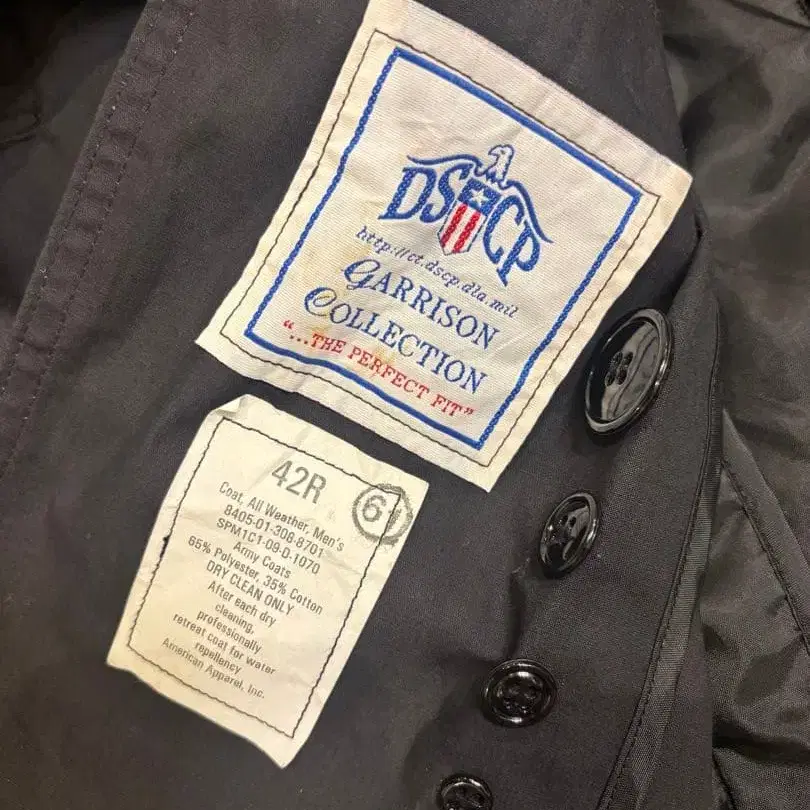 DSCP
http://ct.dscp.dla.mil
GARRISON
COLLECTION
"...THE PERFECT FIT"
42R
61
Coat, All Weather, Men's
8405-01-308-8701
SPM1C1-09-D-1070
Army Coats
65% Polyester, 35% Cotton
DRY CLEAN ONLY
After each dry
cleaning,
professionally
retreat coat for water
repellency
American Apparel, Inc.